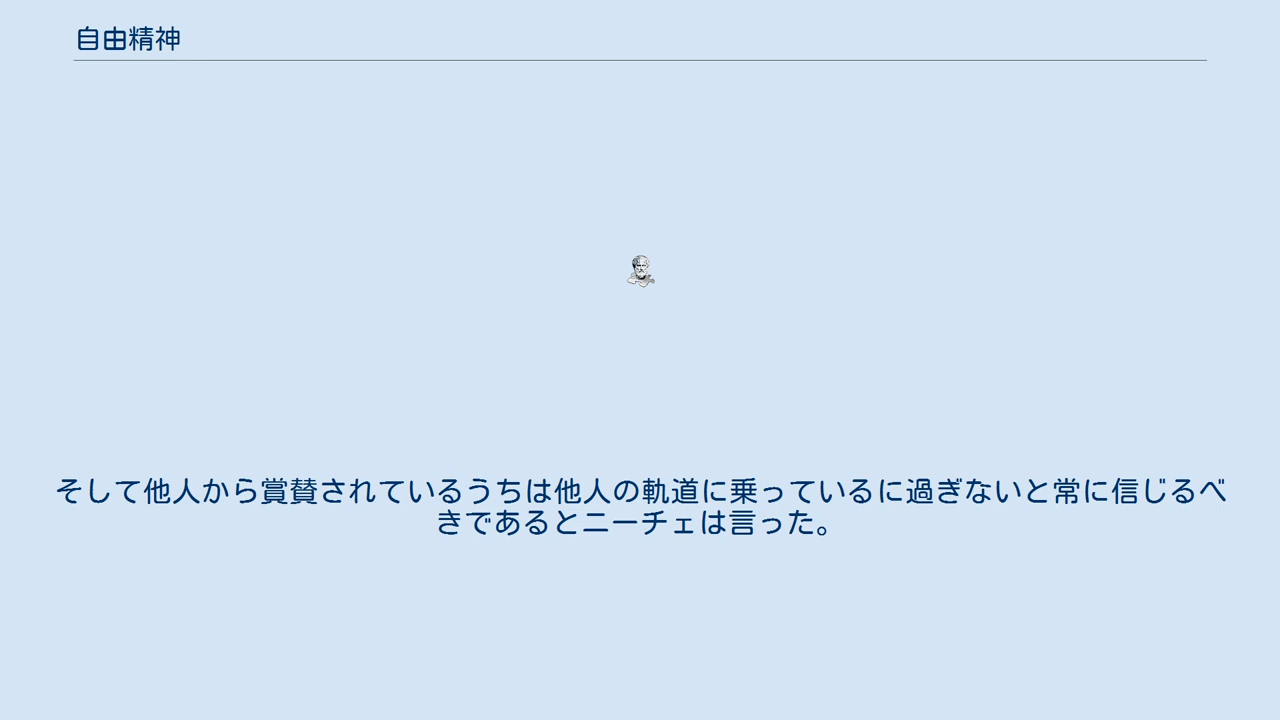 自由精神
そして他人から賞賛されているうちは他人の軌道に乗っているに過ぎないと常に信じるべ
きであるとニーチェは言った。